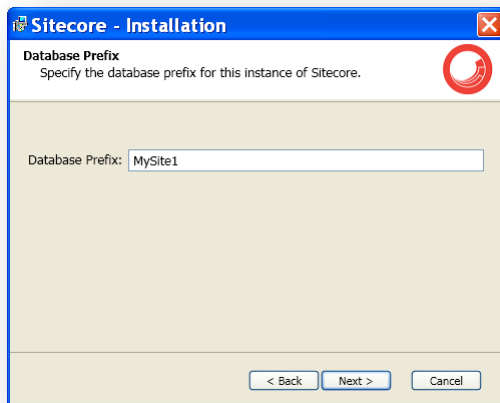 Sitecore - Installation
Database Prefix
Specify the database prefix for this instance of Sitecore.
Database Prefix: MySite1
< Back Next > Cancel